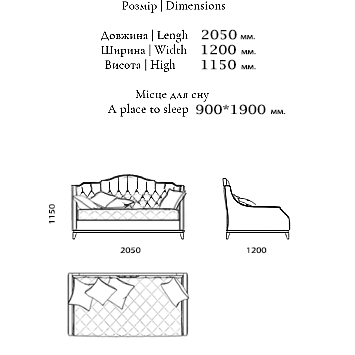 Розмір | Dimensions
Довжина | Lengh 2050 мм.
Ширина | Width 1200 мм.
Висота | High 1150 мм.
Місце для сну
A place to sleep 900*1900 мм.
1150
2050
1200